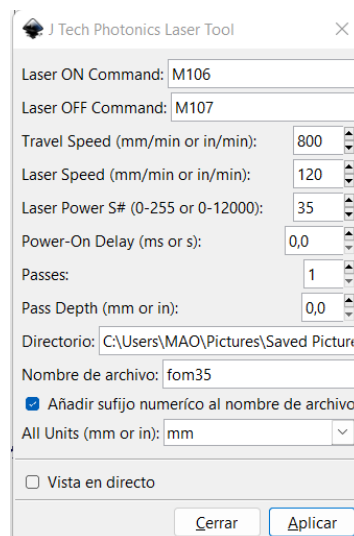 J Tech Photonics Laser Tool
Laser ON Command: M106
Laser OFF Command: M107
Travel Speed (mm/min or in/min): 800
Laser Speed (mm/min or in/min): 120
Laser Power S# (0-255 or 0-12000): 35
Power-On Delay (ms or s): 0,0
Passes: 1
Pass Depth (mm or in): 0,0
Directorio: C:\Users\MAO\Pictures\Saved Picture
Nombre de archivo: fom35
Añadir sufijo numeríco al nombre de archivo
All Units (mm or in): mm
Vista en directo
Cerrar Aplicar